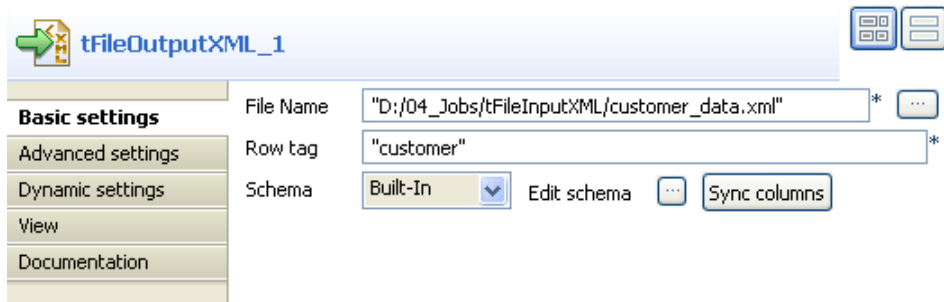 tFileOutputXML_1
Basic settings
Advanced settings
Dynamic settings
View
Documentation
File Name "D:/04_Jobs/tFileInputXML/customer_data.xml" * ...
Row tag "customer" *
Schema Built-In Edit schema ... Sync columns